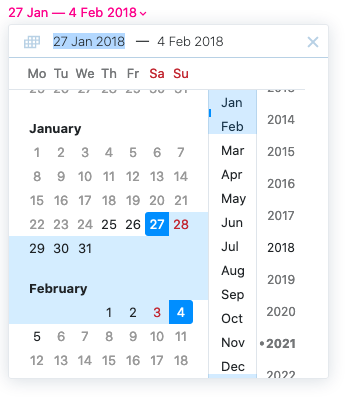 27 Jan — 4 Feb 2018
27 Jan 2018 — 4 Feb 2018
Mo Tu We Th Fr Sa Su
January
1 2 3 4 5 6 7
8 9 10 11 12 13 14
15 16 17 18 19 20 21
22 23 24 25 26 27 28
29 30 31
February
1 2 3 4
5 6 7 8 9 10 11
12 13 14 15 16 17 18
Jan
Feb
Mar
Apr
May
Jun
Jul
Aug
Sep
Oct
Nov
Dec
2014
2015
2016
2017
2018
2019
2020
• 2021
2022